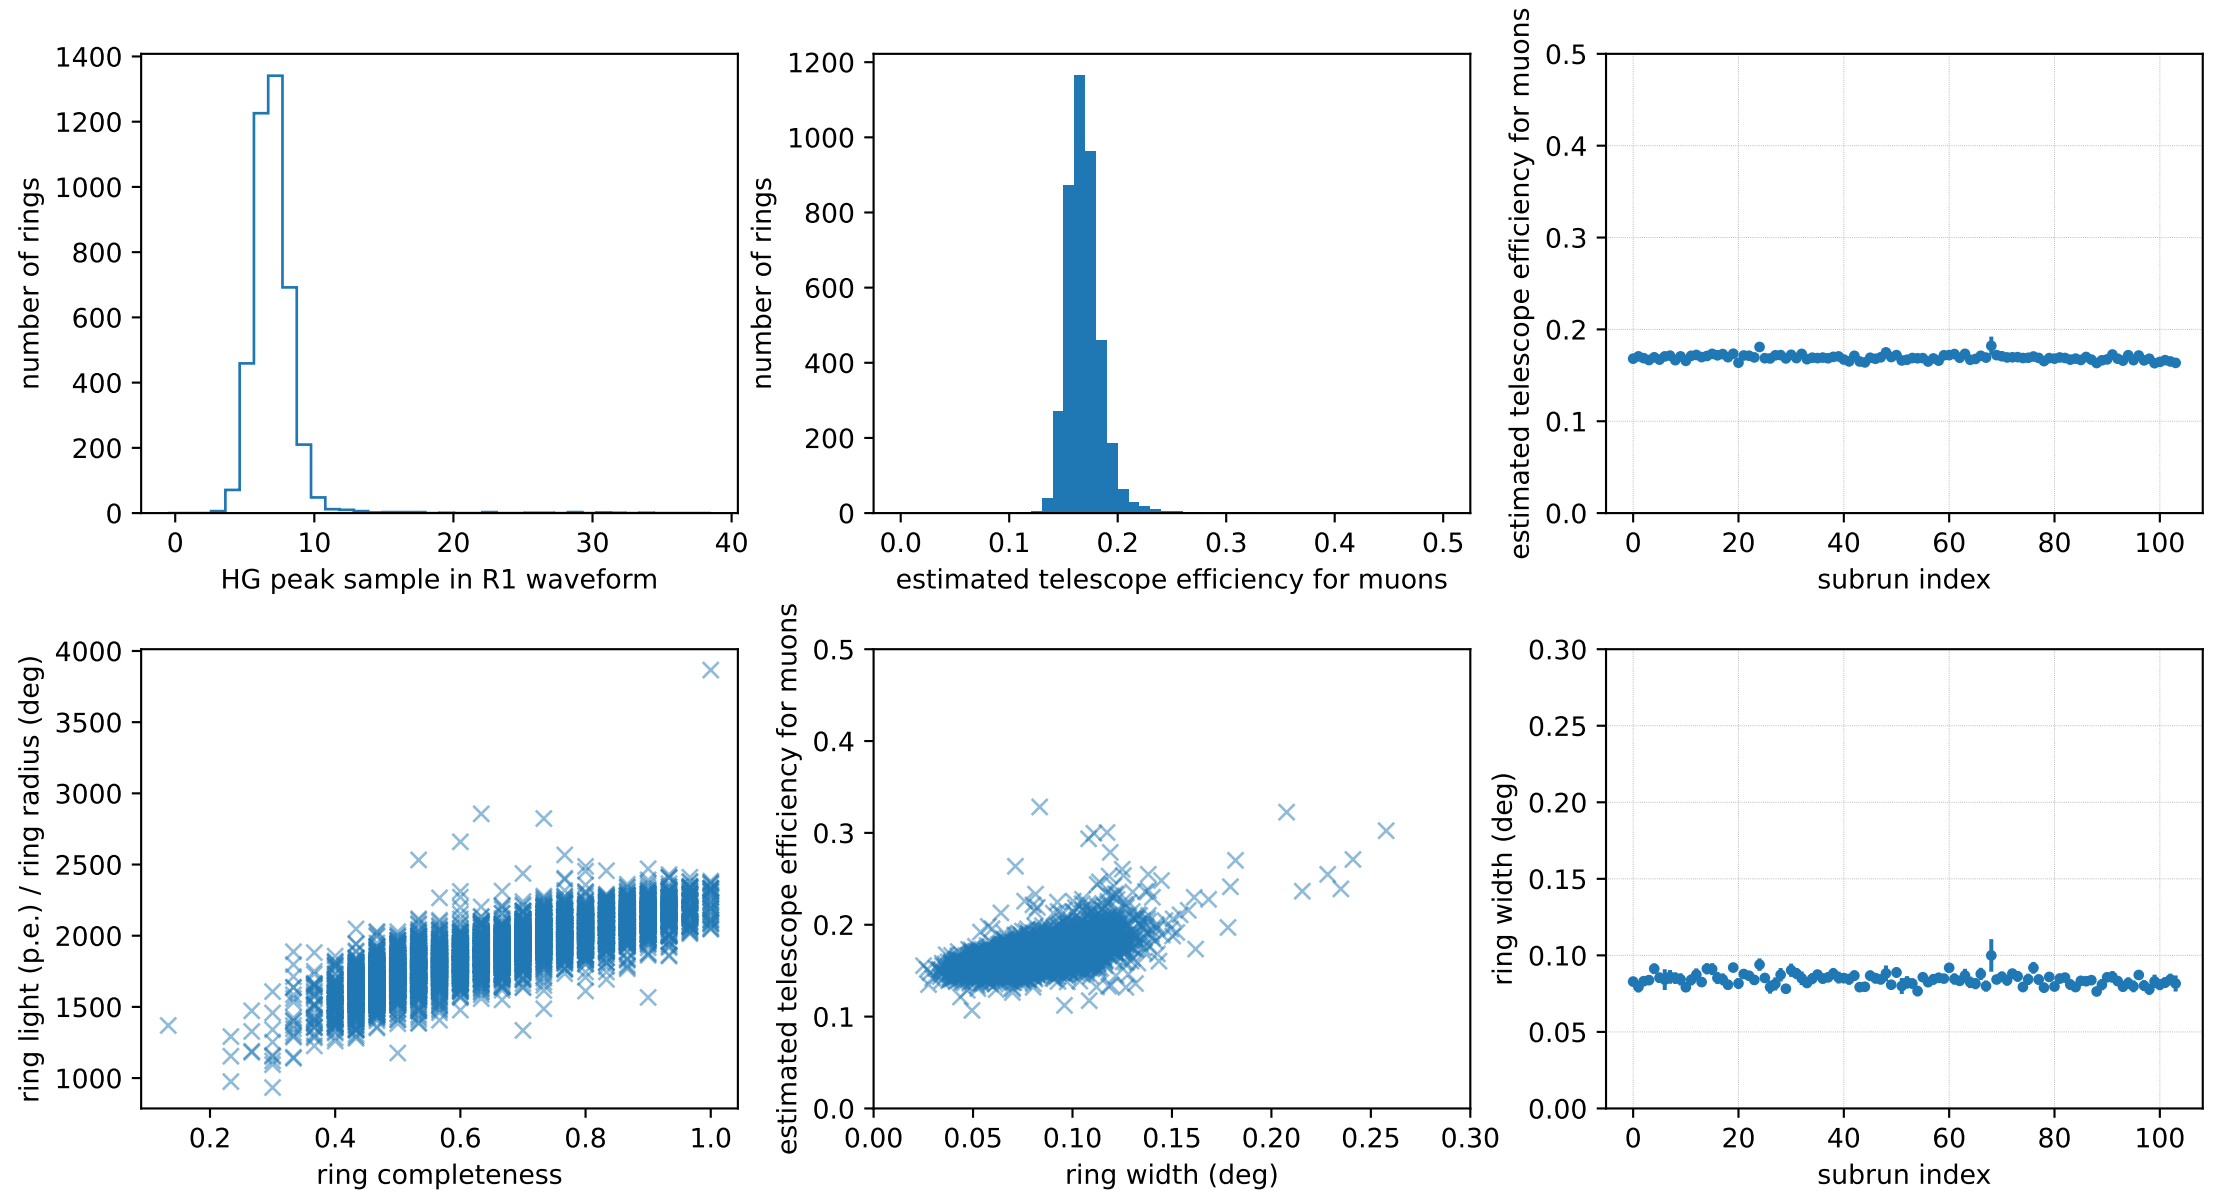 1400
1200
1000
800
600
400
200
0
number of rings
0 10 20 30 40
HG peak sample in R1 waveform
1200
1000
800
600
400
200
0
number of rings
0.0 0.1 0.2 0.3 0.4 0.5
estimated telescope efficiency for muons
0.5
0.4
0.3
0.2
0.1
0.0
estimated telescope efficiency for muons
0 20 40 60 80 100
subrun index
4000
3500
3000
2500
2000
1500
1000
ring light (p.e.) / ring radius (deg)
0.2 0.4 0.6 0.8 1.0
ring completeness
0.5
0.4
0.3
0.2
0.1
0.0
estimated telescope efficiency for muons
0.00 0.05 0.10 0.15 0.20 0.25 0.30
ring width (deg)
0.30
0.25
0.20
0.15
0.10
0.05
0.00
ring width (deg)
0 20 40 60 80 100
subrun index